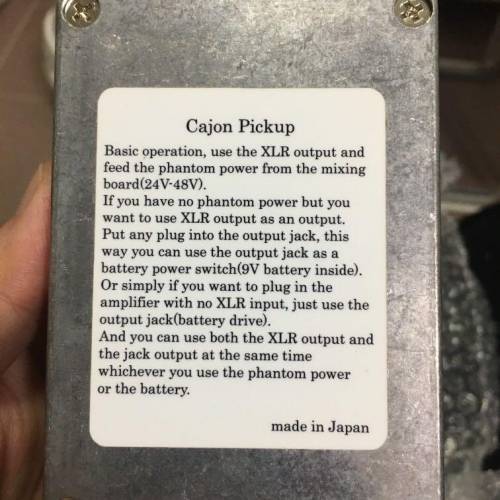 Cajon Pickup
Basic operation, use the XLR output and
feed the phantom power from the mixing
board(24V-48V).
If you have no phantom power but you
want to use XLR output as an output.
Put any plug into the output jack, this
way you can use the output jack as a
battery power switch(9V battery inside).
Or simply if you want to plug in the
amplifier with no XLR input, just use the
output jack(battery drive).
And you can use both the XLR output and
the jack output at the same time
whichever you use the phantom power
or the battery.
made in Japan